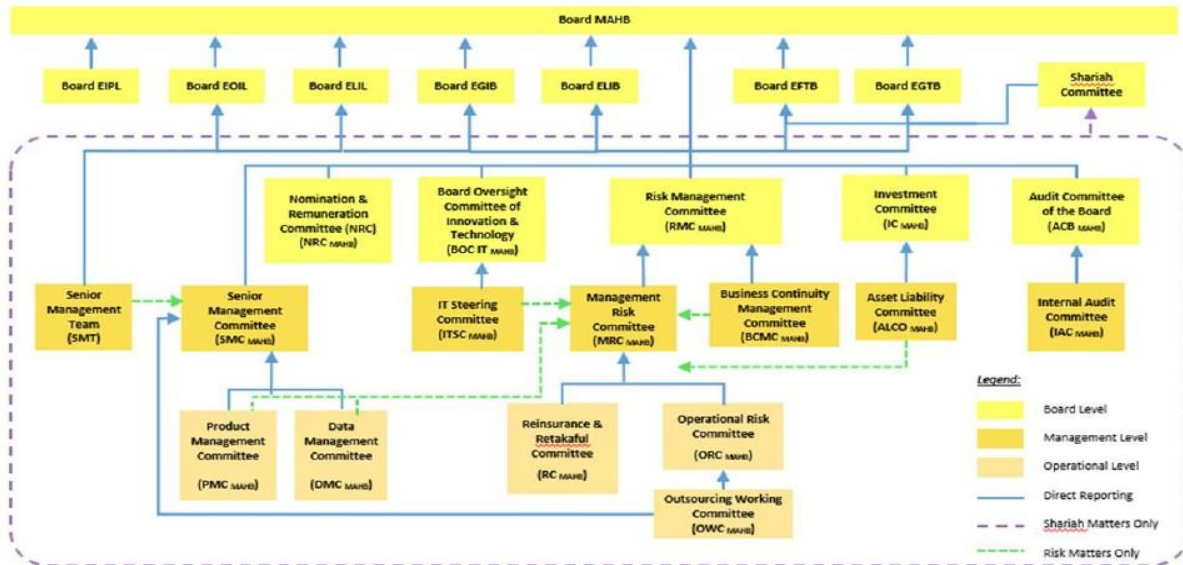 Board MAHB
Board EIPL
Board EOIL
Board ELIL
Board EGIB
Board ELIB
Board EFTB
Board EGTB
Shariah
Committee
Nomination &
Remuneration
Committee (NRC)
(NRC MAHB)
Board Oversight
Committee of
Innovation &
Technology
(BOC IT MAHB)
Risk Management
Committee
(RMC MAHB)
Investment
Committee
(IC MAHB)
Audit Committee
of the Board
(ACB MAHB)
Senior
Management
Team
(SMT)
Senior
Management
Committee
(SMC MAHB)
IT Steering
Committee
(ITSC MAHB)
Management
Risk
Committee
(MRC MAHB)
Business Continuity
Management
Committee
(BCMC MAHB)
Asset Liability
Committee
(ALCO MAHB)
Internal Audit
Committee
(IAC MAHB)
Product
Management
Committee
(PMC MAHB)
Data
Management
Committee
(DMC MAHB)
Reinsurance &
Retakaful
Committee
(RC MAHB)
Operational Risk
Committee
(ORC MAHB)
Outsourcing Working
Committee
(OWC MAHB)
Legend:
Board Level
Management Level
Operational Level
Direct Reporting
Shariah Matters Only
Risk Matters Only